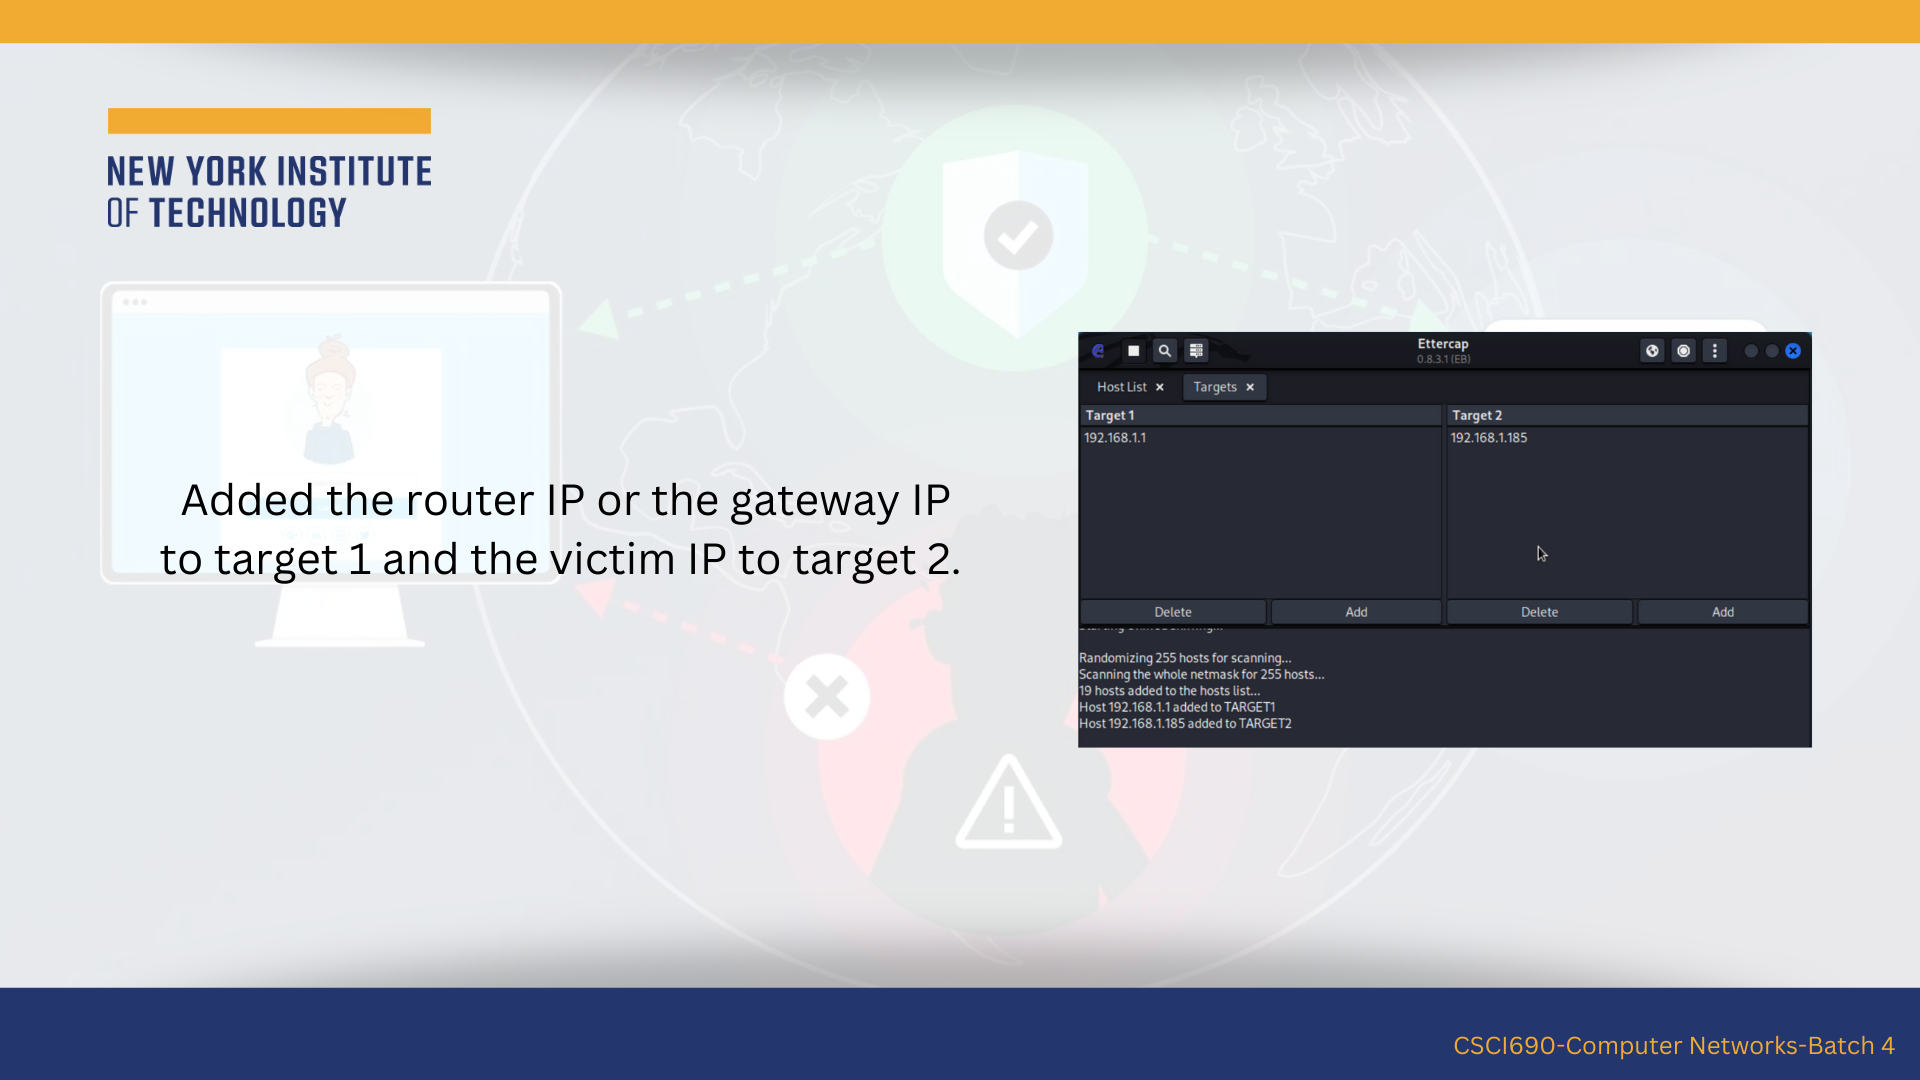 NEW YORK INSTITUTE
OF TECHNOLOGY
Added the router IP or the gateway IP
to target 1 and the victim IP to target 2.
Ettercap
0.8.3.1 (EB)
Host List
Targets
Target 1
Target 2
192.168.1.1
192.168.1.185
Delete
Add
Delete
Add
Randomizing 255 hosts for scanning...
Scanning the whole netmask for 255 hosts...
19 hosts added to the hosts list...
Host 192.168.1.1 added to TARGET1
Host 192.168.1.185 added to TARGET2
CSCI690-Computer Networks-Batch 4